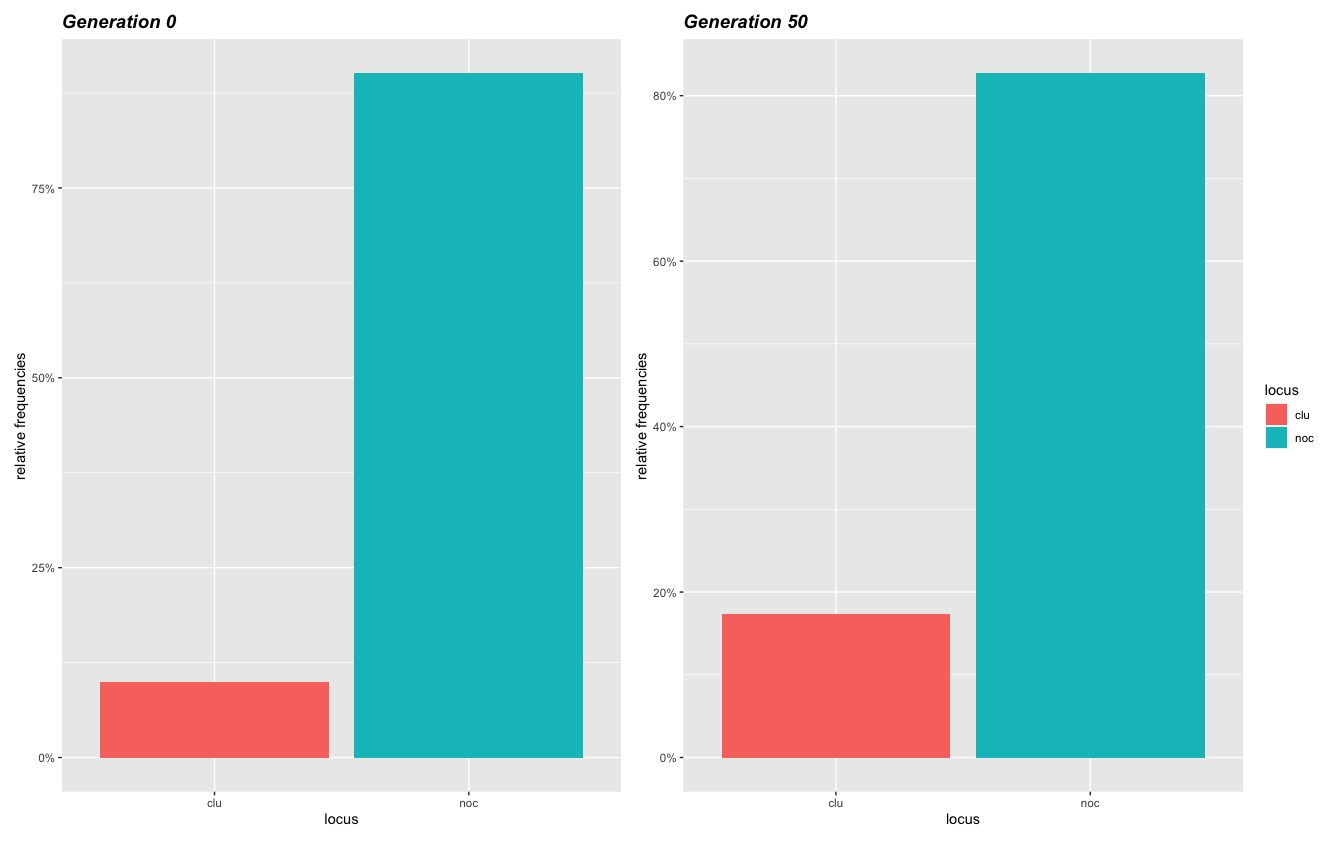 Generation 0
relative frequencies
75%
50%
25%
0%
clu
noc
locus
Generation 50
relative frequencies
80%
60%
40%
20%
0%
clu
noc
locus
locus
clu
noc